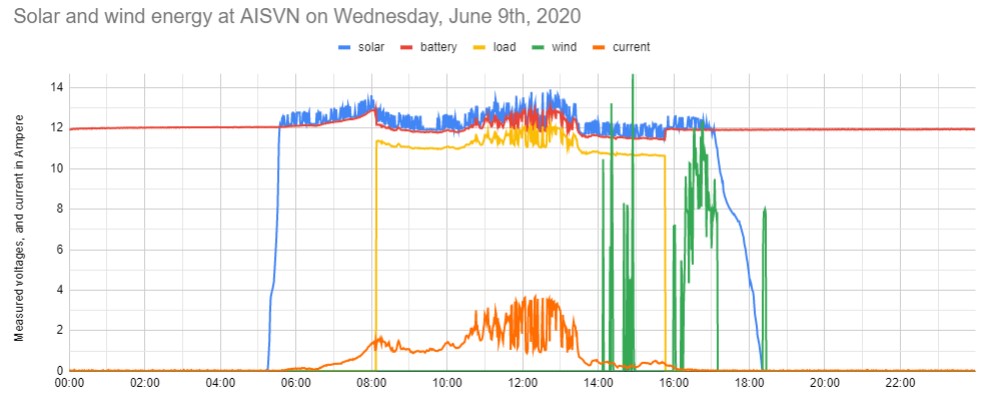 Solar and wind energy at AISVN on Wednesday, June 9th, 2020
solar battery load wind current
Measured voltages, and current in Ampere
14
12
10
8
6
4
2
0
00:00 02:00 04:00 06:00 08:00 10:00 12:00 14:00 16:00 18:00 20:00 22:00